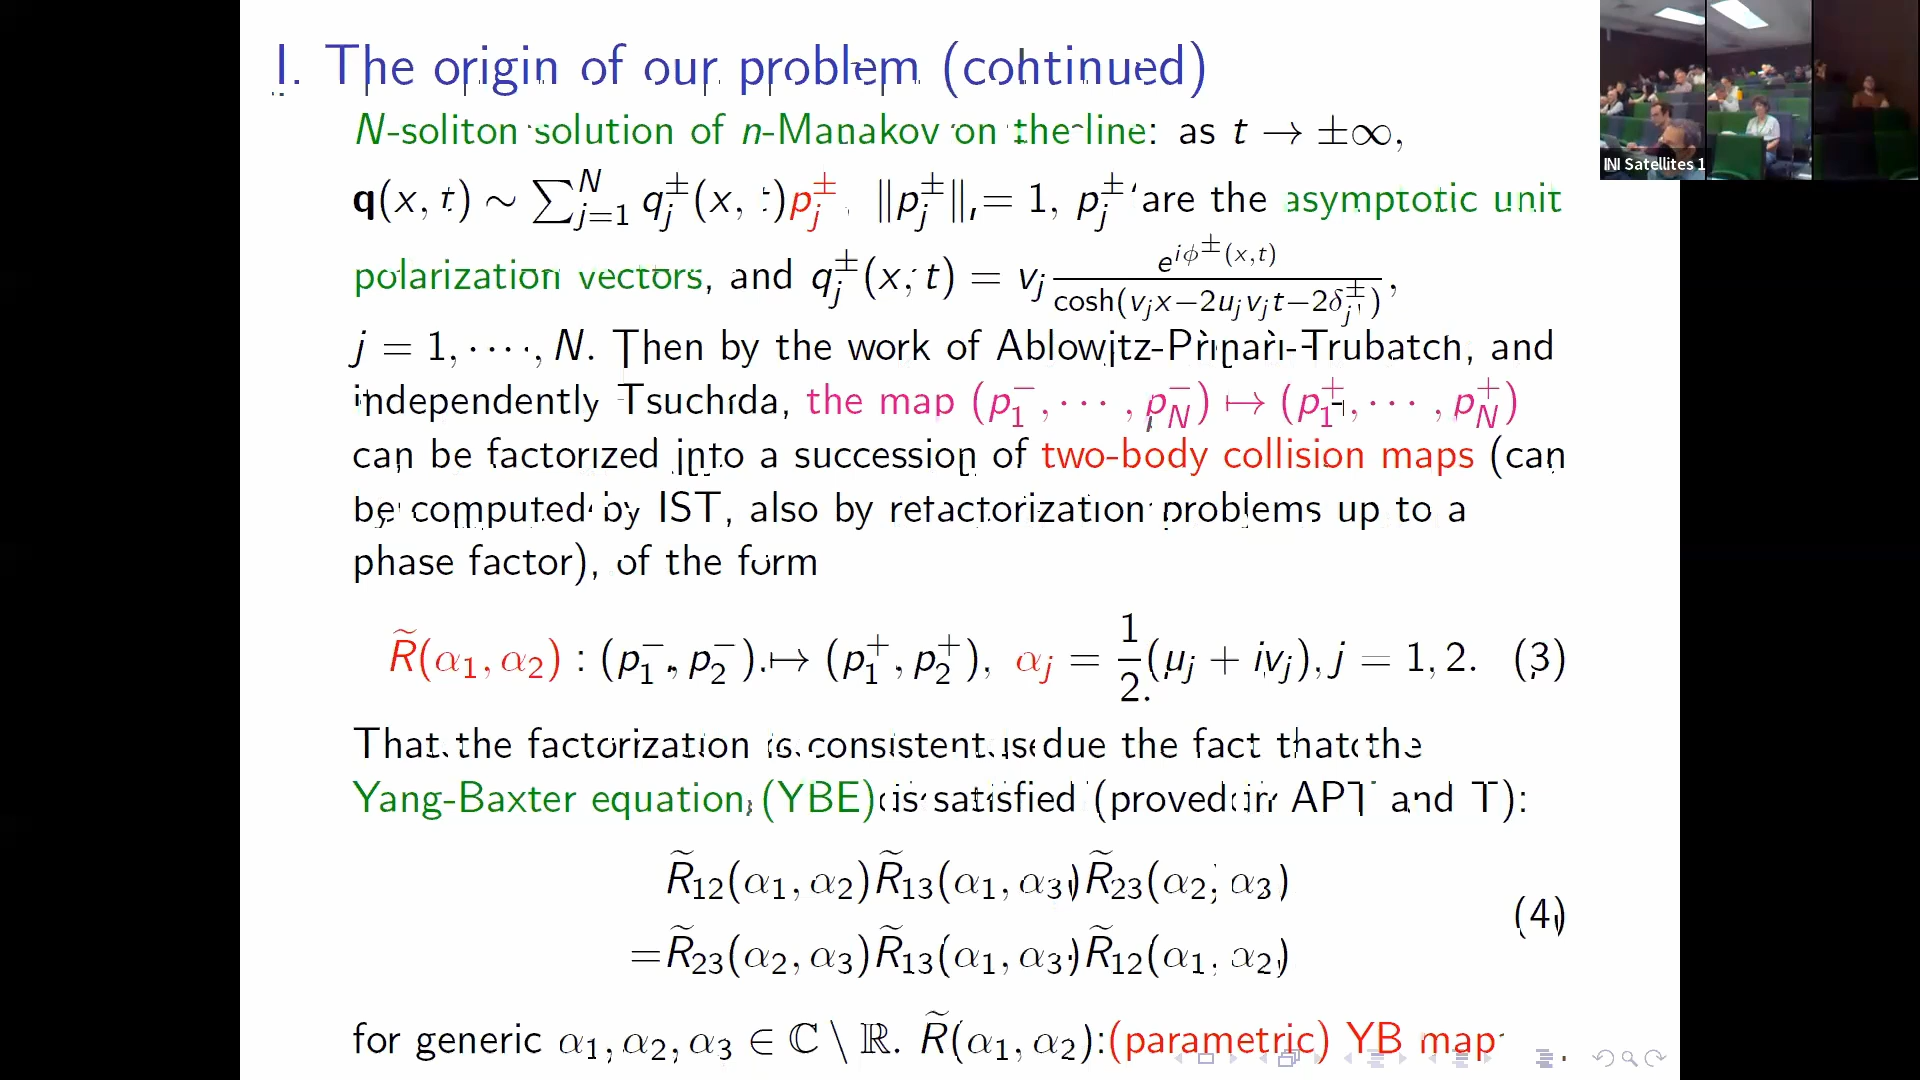 I. The origin of our problem (continued)
N-soliton solution of n-Manakov on the line: as t → ±∞,
q(x, t) ∼ ∑_{j=1}^{N} q_j^±(x, t)p_j^±, ‖p_j^±‖ = 1, p_j^± are the asymptotic unit
polarization vectors, and q_j^±(x, t) = v_j e^{iϕ^±(x,t)} / cosh(v_jx−2u_jv_jt−2δ_j^±),
j = 1, ⋯, N. Then by the work of Ablowitz-Prinari-Trubatch, and
independently Tsuchida, the map (p_1^−, ⋯, p_N^−) ↦ (p_1^+, ⋯, p_N^+)
can be factorized into a succession of two-body collision maps (can
be computed by IST, also by refactorization problems up to a
phase factor), of the form
R̃(α_1, α_2) : (p_1^−, p_2^−) ↦ (p_1^+, p_2^+), α_j = 1/2 (u_j + iv_j), j = 1, 2. (3)
That the factorization is consistent is due the fact that the
Yang-Baxter equation (YBE) is satisfied (proved in APT and T):
R̃_12(α_1, α_2)R̃_13(α_1, α_3)R̃_23(α_2, α_3)
=R̃_23(α_2, α_3)R̃_13(α_1, α_3)R̃_12(α_1, α_2)
(4)
for generic α_1, α_2, α_3 ∈ ℂ \ ℝ. R̃(α_1, α_2):(parametric) YB map
INI Satellites 1